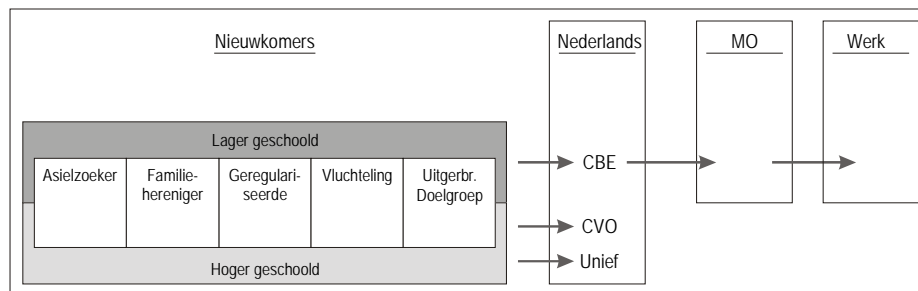 Nieuwkomers
Nederlands
MO
Werk
Lager geschoold
Asielzoeker
Familie-
hereniger
Geregulari-
seerde
Vluchteling
Uitgerbr.
Doelgroep
CBE
CVO
Hoger geschoold
Unief